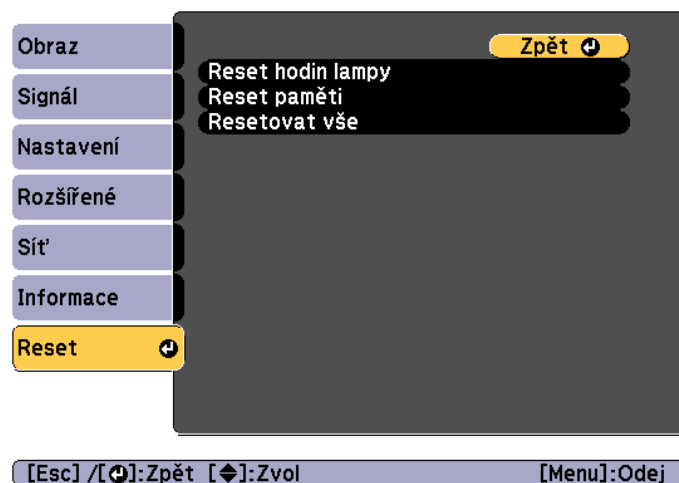 Obraz
Signál
Nastavení
Rozšířené
Síť
Informace
Reset
Zpět
Reset hodin lampy
Reset paměti
Resetovat vše
[Esc] /[ ]:Zpět [ ]:Zvol [Menu]:Odej